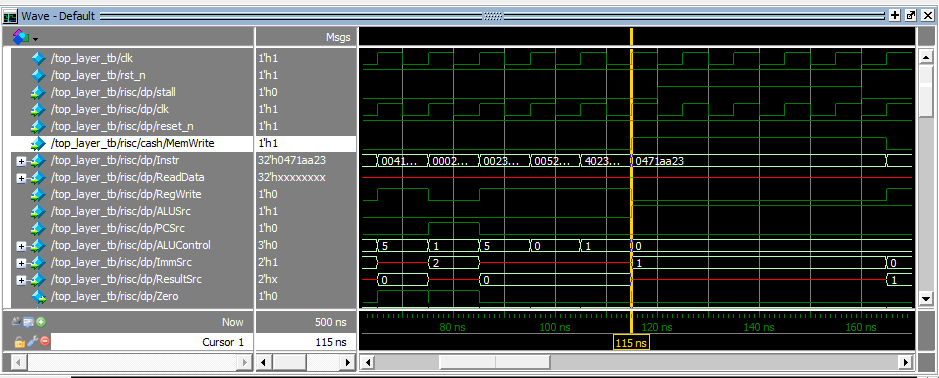 Wave - Default
Msgs
/top_layer_tb/clk 1'h1
/top_layer_tb/rst_n 1'h1
/top_layer_tb/risc/dp/stall 1'h0
/top_layer_tb/risc/dp/clk 1'h1
/top_layer_tb/risc/dp/reset_n 1'h1
/top_layer_tb/risc/cash/MemWrite 1'h1
/top_layer_tb/risc/dp/Instr 32'h0471aa23 0041... 0002... 0023... 0052... 4023... 0471aa23
/top_layer_tb/risc/dp/ReadData 32'hxxxxxxxx
/top_layer_tb/risc/dp/RegWrite 1'h0
/top_layer_tb/risc/dp/ALUSrc 1'h1
/top_layer_tb/risc/dp/PCSrc 1'h0
/top_layer_tb/risc/dp/ALUControl 3'h0 5 1 5 0 1 0
/top_layer_tb/risc/dp/ImmSrc 2'h1 2 1 0
/top_layer_tb/risc/dp/ResultSrc 2'hx 0 0 1
/top_layer_tb/risc/dp/Zero 1'h0
Now 500 ns 80 ns 100 ns 120 ns 140 ns 160 ns
Cursor 1 115 ns 115 ns